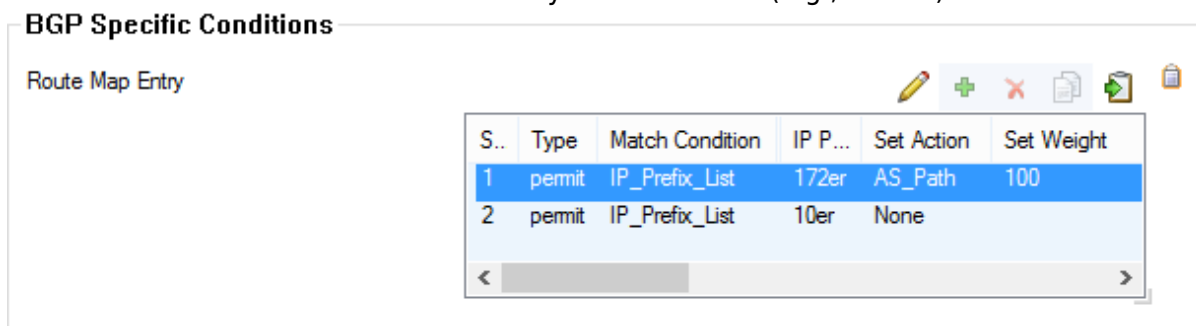 BGP Specific Conditions
Route Map Entry
S.. Type Match Condition IP P... Set Action Set Weight
1 permit IP_Prefix_List 172er AS_Path 100
2 permit IP_Prefix_List 10er None